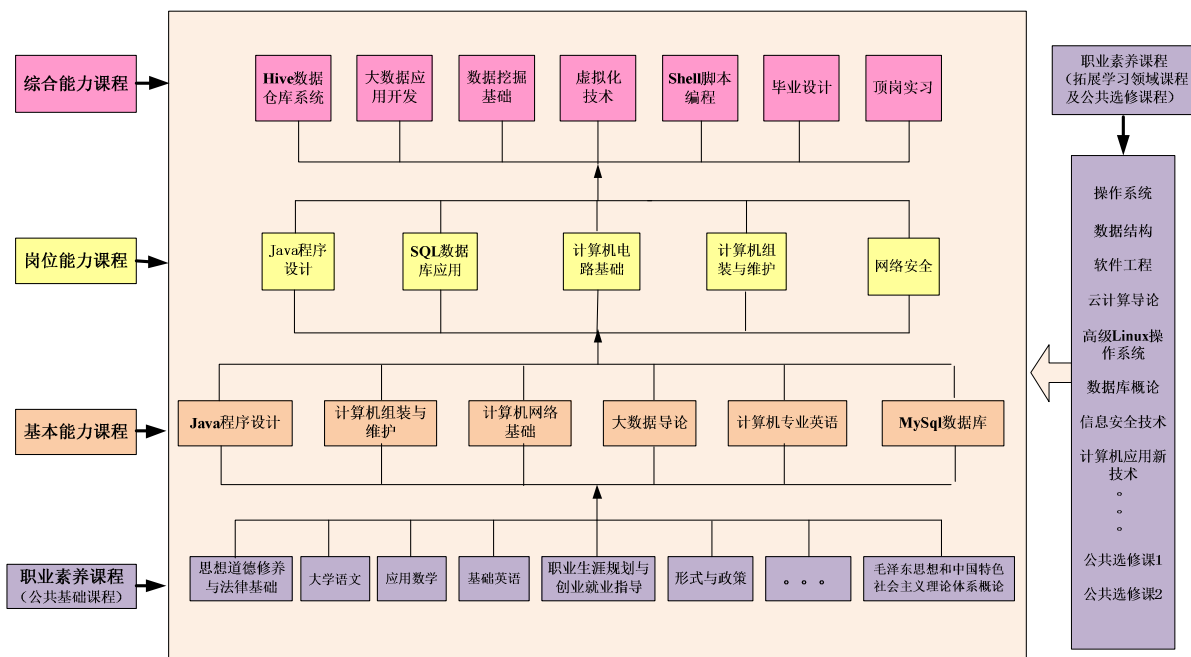 综合能力课程
Hive数据
仓库系统
大数据应
用开发
数据挖掘
基础
虚拟化
技术
Shell脚本
编程
毕业设计
顶岗实习
职业素养课程
（拓展学习领域课程
及公共选修课程）
岗位能力课程
Java程序
设计
SQL数据
库应用
计算机电
路基础
计算机组
装与维护
网络安全
基本能力课程
Java程序设计
计算机组装与
维护
计算机网络
基础
大数据导论
计算机专业英语
MySql数据库
职业素养课程
（公共基础课程）
思想道德修养
与法律基础
大学语文
应用数学
基础英语
职业生涯规划与
创业就业指导
形式与政策
。。。
毛泽东思想和中国特色
社会主义理论体系概论
操作系统
数据结构
软件工程
云计算导论
高级Linux操
作系统
数据库概论
信息安全技术
计算机应用新
技术
。
。
。
公共选修课1
公共选修课2